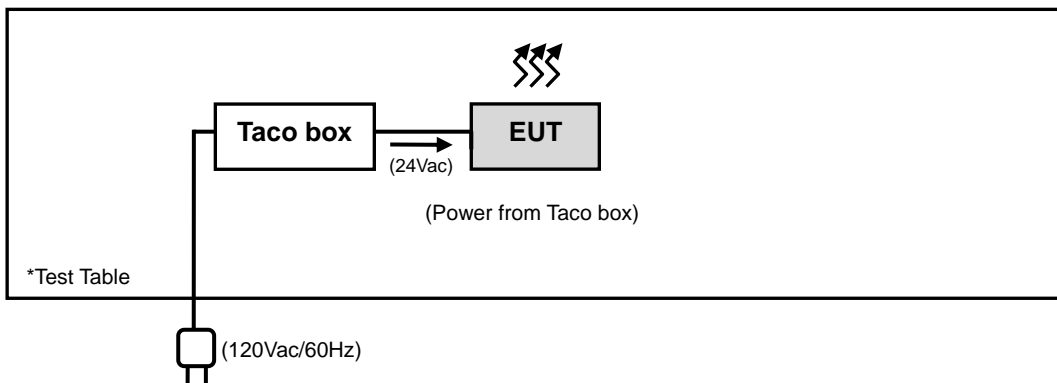 Taco box
EUT
(24Vac)
(Power from Taco box)
*Test Table
(120Vac/60Hz)